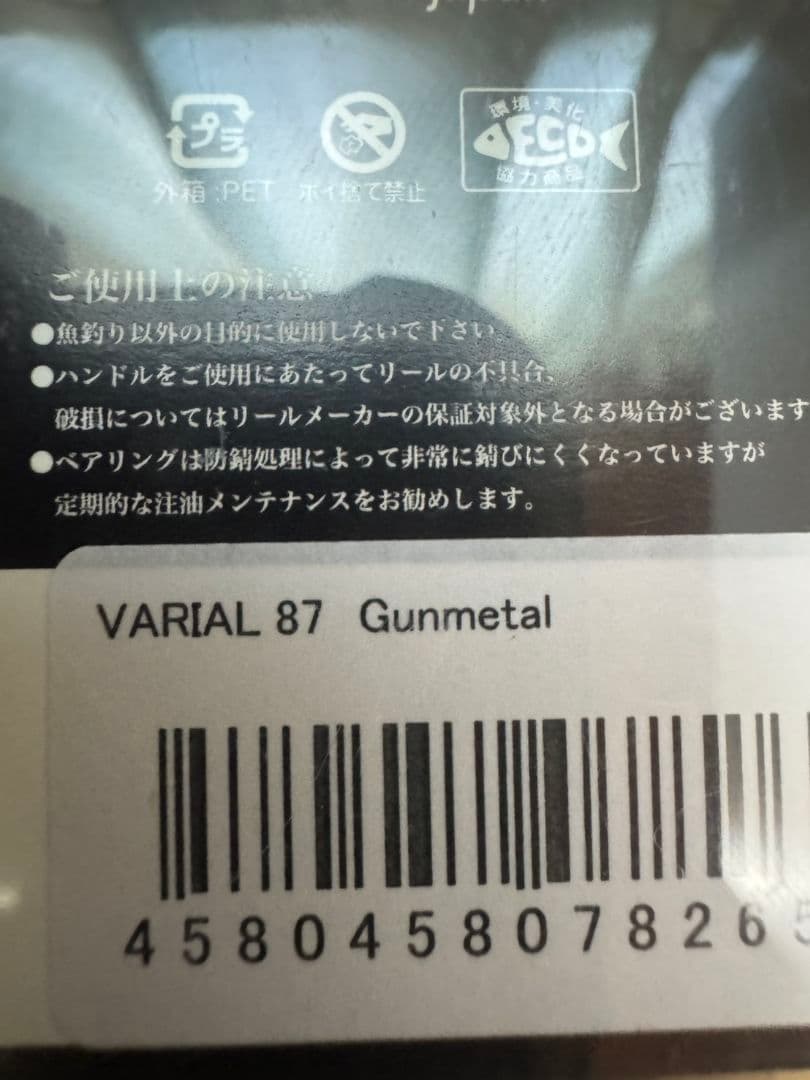 Japan
プラ
外箱:PET
ポイ捨て禁止
環境・美化
ECO
協力商品
ご使用上の注意
●魚釣り以外の目的に使用しないで下さい
●ハンドルをご使用にあたってリールの不具合、
破損についてはリールメーカーの保証対象外となる場合がございます
●ベアリングは防錆処理によって非常に錆びにくくなっていますが
定期的な注油メンテナンスをお勧めします。
VARIAL 87 Gunmetal
4580458078265